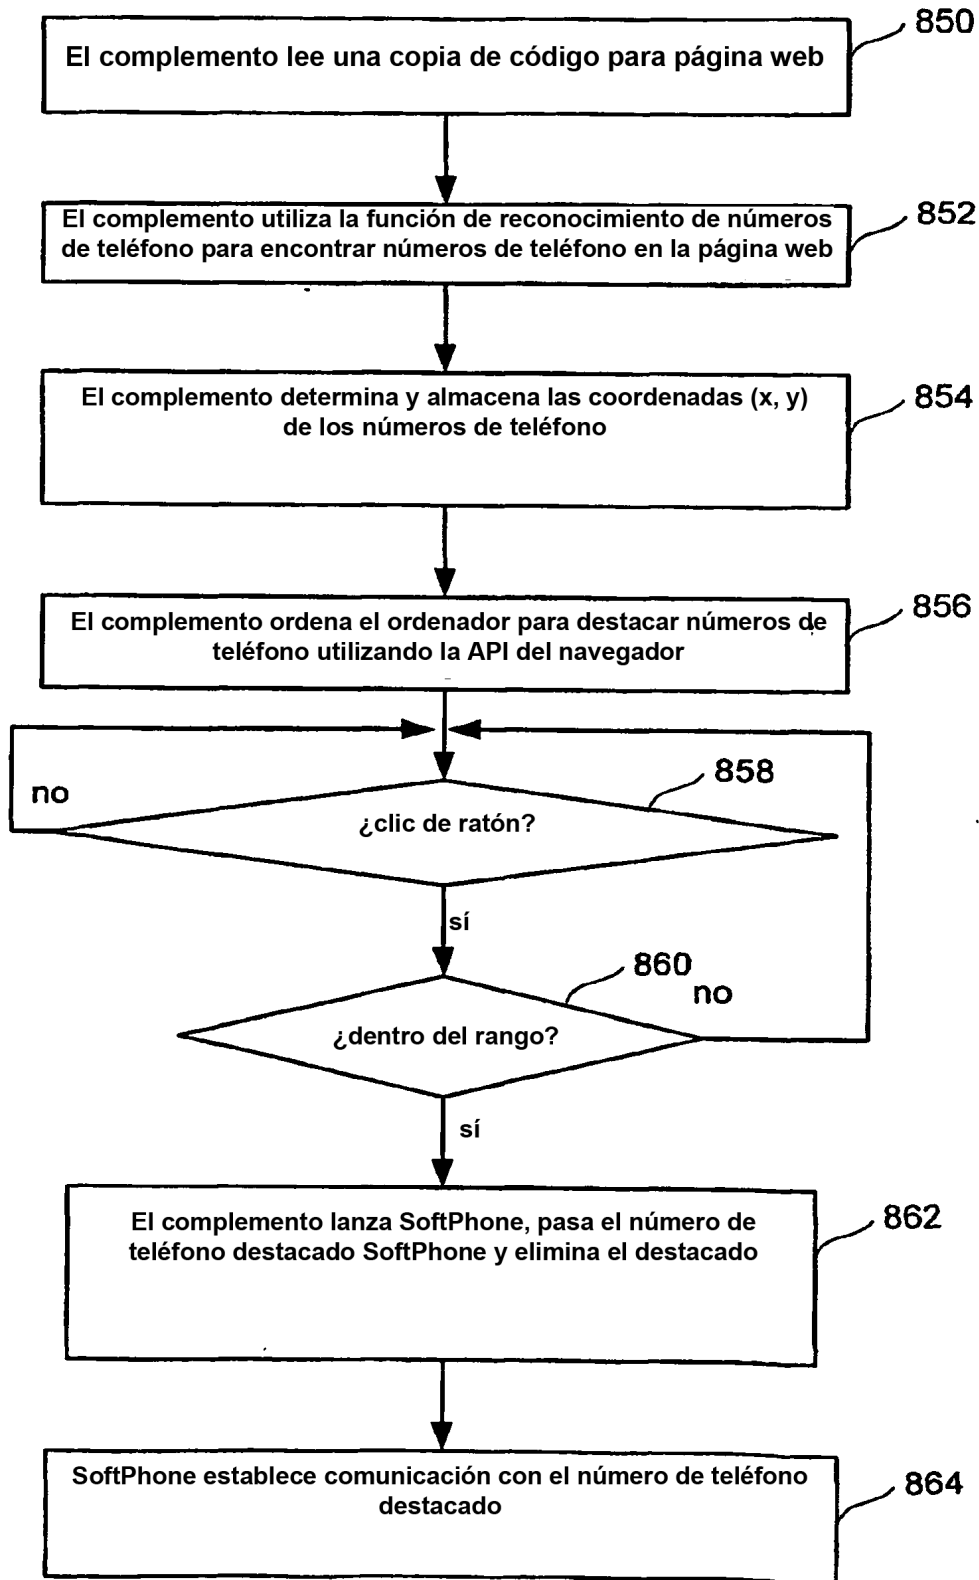 850
El complemento lee una copia de código para página web
852
El complemento utiliza la función de reconocimiento de números
de teléfono para encontrar números de teléfono en la página web
854
El complemento determina y almacena las coordenadas (x, y)
de los números de teléfono
856
El complemento ordena el ordenador para destacar números de
teléfono utilizando la API del navegador
858
no
¿clic de ratón?
sí
860
no
¿dentro del rango?
sí
862
El complemento lanza SoftPhone, pasa el número de
teléfono destacado SoftPhone y elimina el destacado
864
SoftPhone establece comunicación con el número de teléfono
destacado